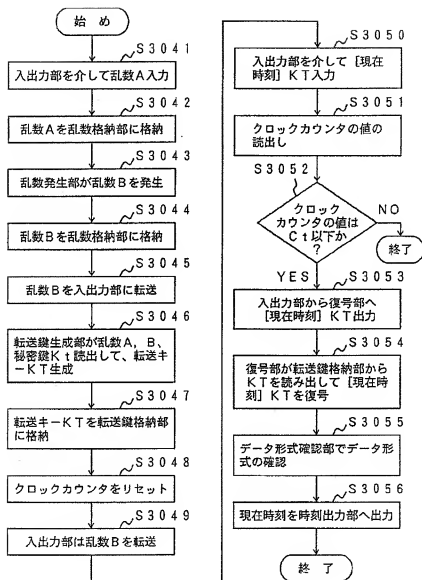 始め
S3041
入出力部を介して乱数A入力
S3042
乱数Aを乱数格納部に格納
S3043
乱数発生部が乱数Bを発生
S3044
乱数Bを乱数格納部に格納
S3045
乱数Bを入出力部に転送
S3046
転送鍵生成部が乱数A,B、
秘密鍵Kt読出して、転送キ
ーKT生成
S3047
転送キーKTを転送鍵格納部
に格納
S3048
クロックカウンタをリセット
S3049
入出力部は乱数Bを転送
S3050
入出力部を介して[現在
時刻]KT入力
S3051
クロックカウンタの値の
読出し
S3052
クロック
カウンタの値は
Ct以下か
?
NO
終了
YES
S3053
入出力部から復号部へ
[現在時刻]KT出力
S3054
復号部が転送鍵格納部から
KTを読み出して[現在時
刻]KTを復号
S3055
データ形式確認部でデータ形
式の確認
S3056
現在時刻を時刻出力部へ出力
終了